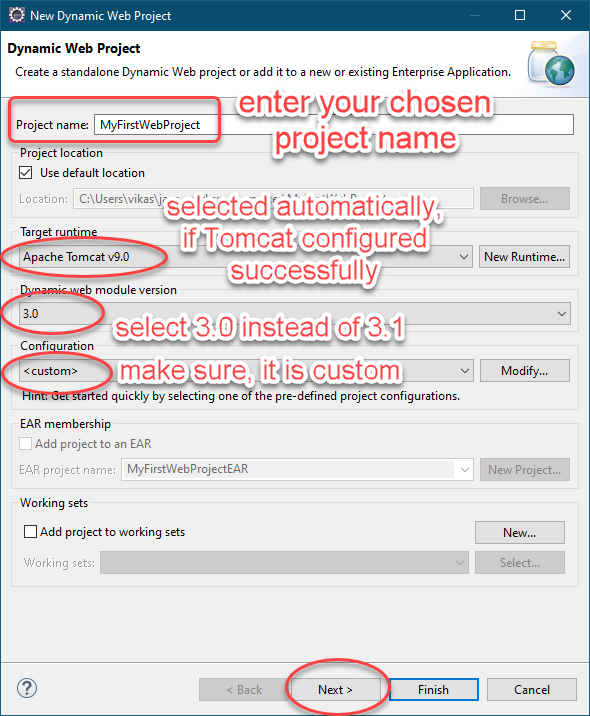 New Dynamic Web Project
Dynamic Web Project
Create a standalone Dynamic Web project or add it to a new or existing Enterprise Application.
enter your chosen
project name
Project name: MyFirstWebProject
Project location
Use default location
Location: C:\Users\vikas\ Browse...
selected automatically,
if Tomcat configured
successfully
Target runtime
Apache Tomcat v9.0 New Runtime...
Dynamic web module version
3.0
select 3.0 instead of 3.1
Configuration
<custom> Modify...
make sure, it is custom
Hint: Get started quickly by selecting one of the pre-defined project configurations.
EAR membership
Add project to an EAR
EAR project name: MyFirstWebProjectEAR New Project...
Working sets
Add project to working sets New...
Working sets: Select...
? < Back Next > Finish Cancel